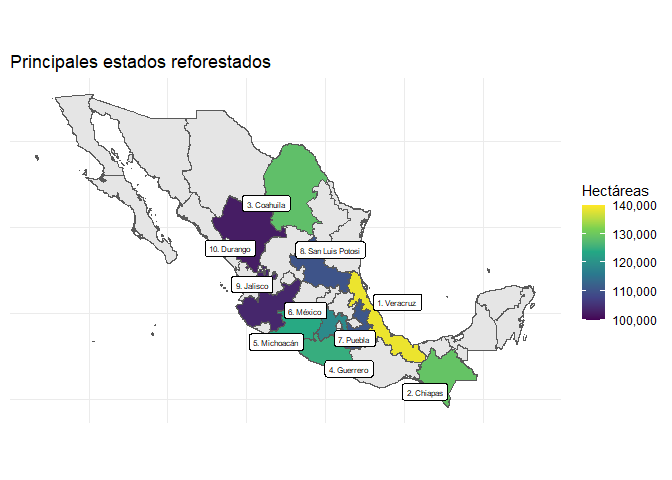 Principales estados reforestados
3. Coahuila
10. Durango
8. San Luis Potosí
9. Jalisco
1. Veracruz
6. México
7. Puebla
5. Michoacán
4. Guerrero
2. Chiapas
Hectáreas
140,000
130,000
120,000
110,000
100,000